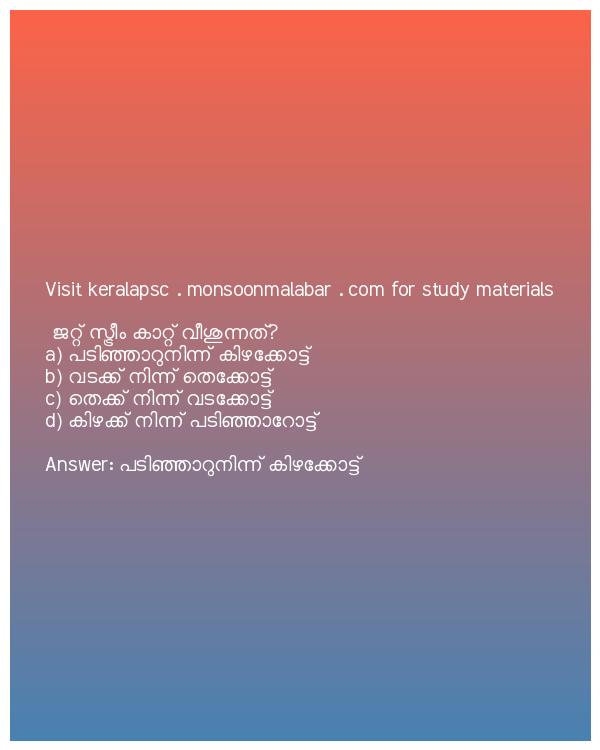 Visit keralapsc . monsoonmalabar . com for study materials
ജറ്റ് സ്ട്രീം കാറ്റ് വീശുന്നത്?
a) പടിഞ്ഞാറുനിന്ന് കിഴക്കോട്ട്
b) വടക്ക് നിന്ന് തെക്കോട്ട്
c) തെക്ക് നിന്ന് വടക്കോട്ട്
d) കിഴക്ക് നിന്ന് പടിഞ്ഞാറോട്ട്
Answer: പടിഞ്ഞാറുനിന്ന് കിഴക്കോട്ട്